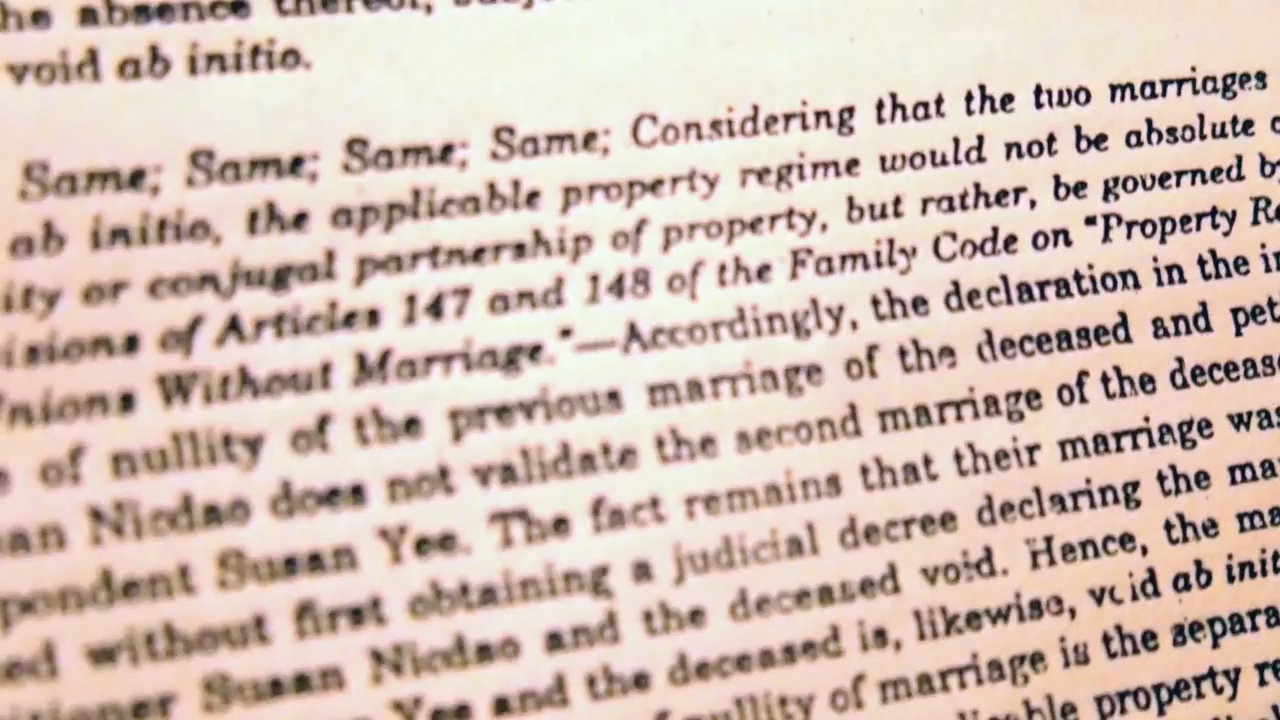 he absence thereof,
void ab initio.
Same; Same; Same; Same; Considering that the two marriages
ab initio, the applicable property regime would not be absolute
ity or conjugal partnership of property, but rather, be governed
isions of Articles 147 and 148 of the Family Code on "Property
nions Without Marriage."—Accordingly, the declaration in the
of nullity of the previous marriage of the deceased and pet
an Nicdao does not validate the second marriage of the deceas
pondent Susan Yee. The fact remains that their marriage was
ed without first obtaining a judicial decree declaring the ma
itioner Susan Nicdao and the deceased void. Hence, the ma
Yee and the deceased is, likewise, void ab init
nullity of marriage is the separa
property re